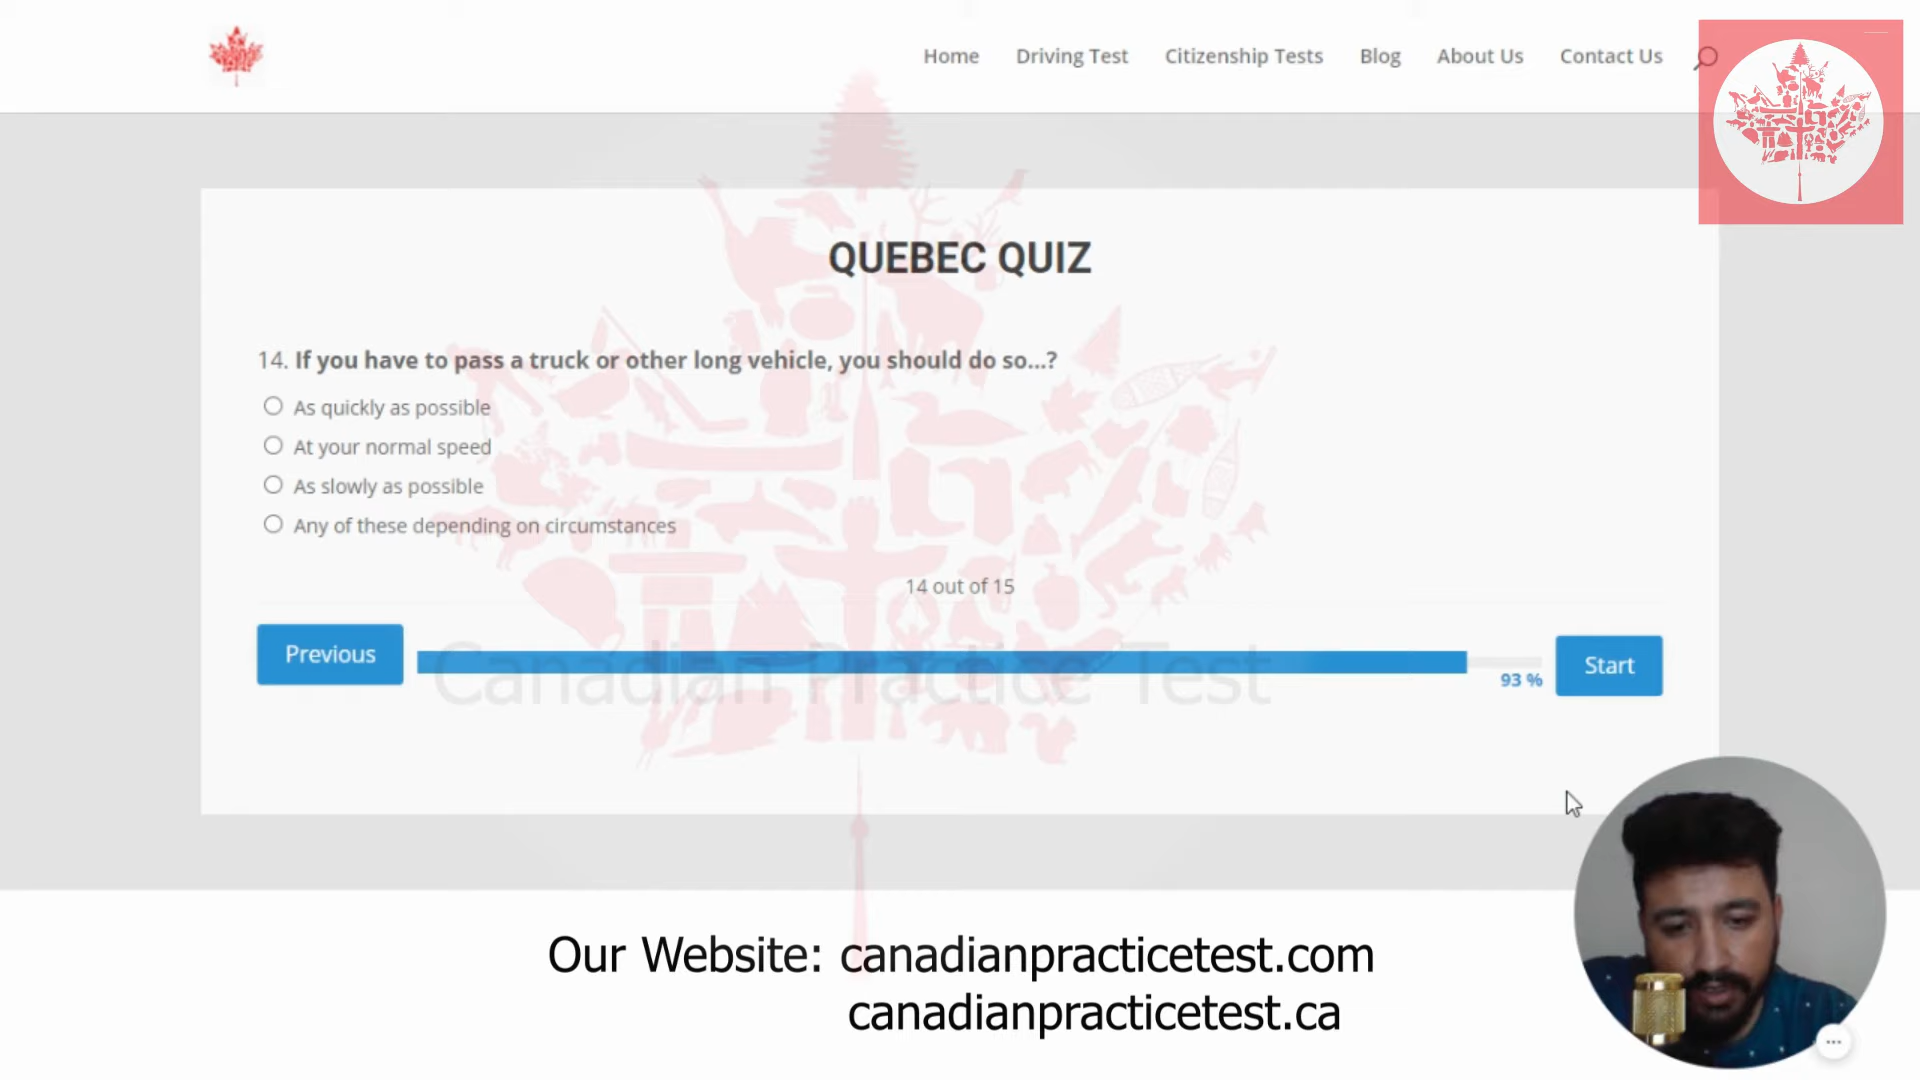 Home Driving Test Citizenship Tests Blog About Us Contact Us
QUEBEC QUIZ
14. If you have to pass a truck or other long vehicle, you should do so...?
As quickly as possible
At your normal speed
As slowly as possible
Any of these depending on circumstances
14 out of 15
Previous
93 %
Start
Canadian Practice Test
Our Website: canadianpracticetest.com
canadianpracticetest.ca